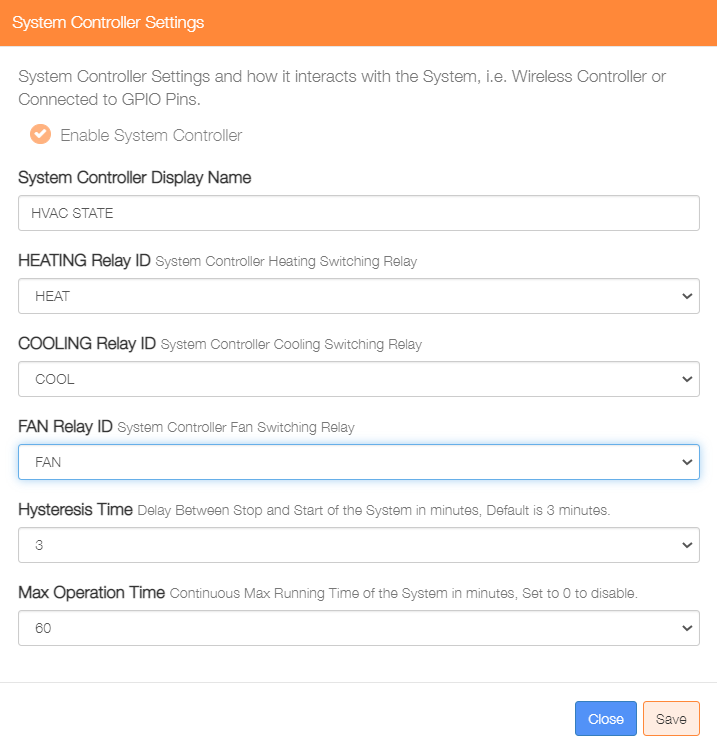 System Controller Settings
System Controller Settings and how it interacts with the System, i.e. Wireless Controller or
Connected to GPIO Pins.
Enable System Controller
System Controller Display Name
HVAC STATE
HEATING Relay ID System Controller Heating Switching Relay
HEAT
COOLING Relay ID System Controller Cooling Switching Relay
COOL
FAN Relay ID System Controller Fan Switching Relay
FAN
Hysteresis Time Delay Between Stop and Start of the System in minutes, Default is 3 minutes.
3
Max Operation Time Continuous Max Running Time of the System in minutes, Set to 0 to disable.
60
Close Save